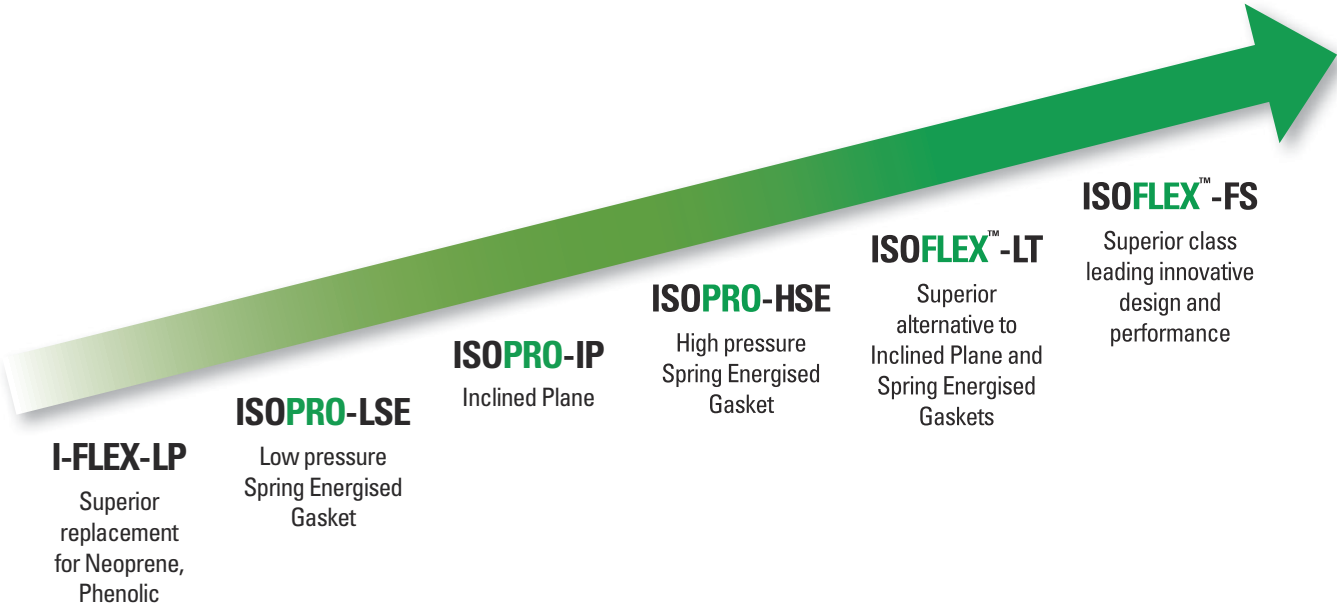 I-FLEX-LP
Superior
replacement
for Neoprene,
Phenolic
ISOPRO-LSE
Low pressure
Spring Energised
Gasket
ISOPRO-IP
Inclined Plane
ISOPRO-HSE
High pressure
Spring Energised
Gasket
ISOFLEX™-LT
Superior
alternative to
Inclined Plane and
Spring Energised
Gaskets
ISOFLEX™-FS
Superior class
leading innovative
design and
performance